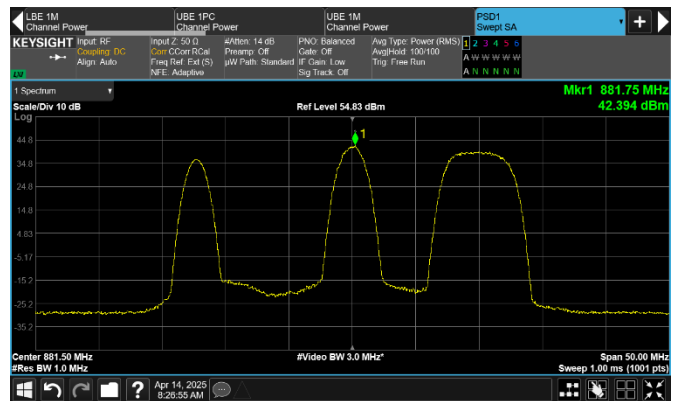 LBE 1M
Channel Power
UBE 1PC
Channel Power
UBE 1M
Channel Power
PSD1
Swept SA
KEYSIGHT
Input: RF
Coupling: DC
Align: Auto
Input Z: 50 Ω
Corr CCorr RCal
Freq Ref: Ext (S)
NFE: Adaptive
#Atten: 14 dB
Preamp: Off
µW Path: Standard
PNO: Balanced
Gate: Off
IF Gain: Low
Sig Track: Off
Avg Type: Power (RMS)
Avg|Hold: 100/100
Trig: Free Run
1 2 3 4 5 6
A W W W W W
A N N N N N
LM
1 Spectrum
Scale/Div 10 dB
Ref Level 54.83 dBm
Mkr1 881.75 MHz
42.394 dBm
Log
1
44.8
34.8
24.8
14.8
4.83
-5.17
-15.2
-25.2
-35.2
Center 881.50 MHz
#Video BW 3.0 MHz*
Span 50.00 MHz
#Res BW 1.0 MHz
Sweep 1.00 ms (1001 pts)
?
Apr 14, 2025
8:26:55 AM